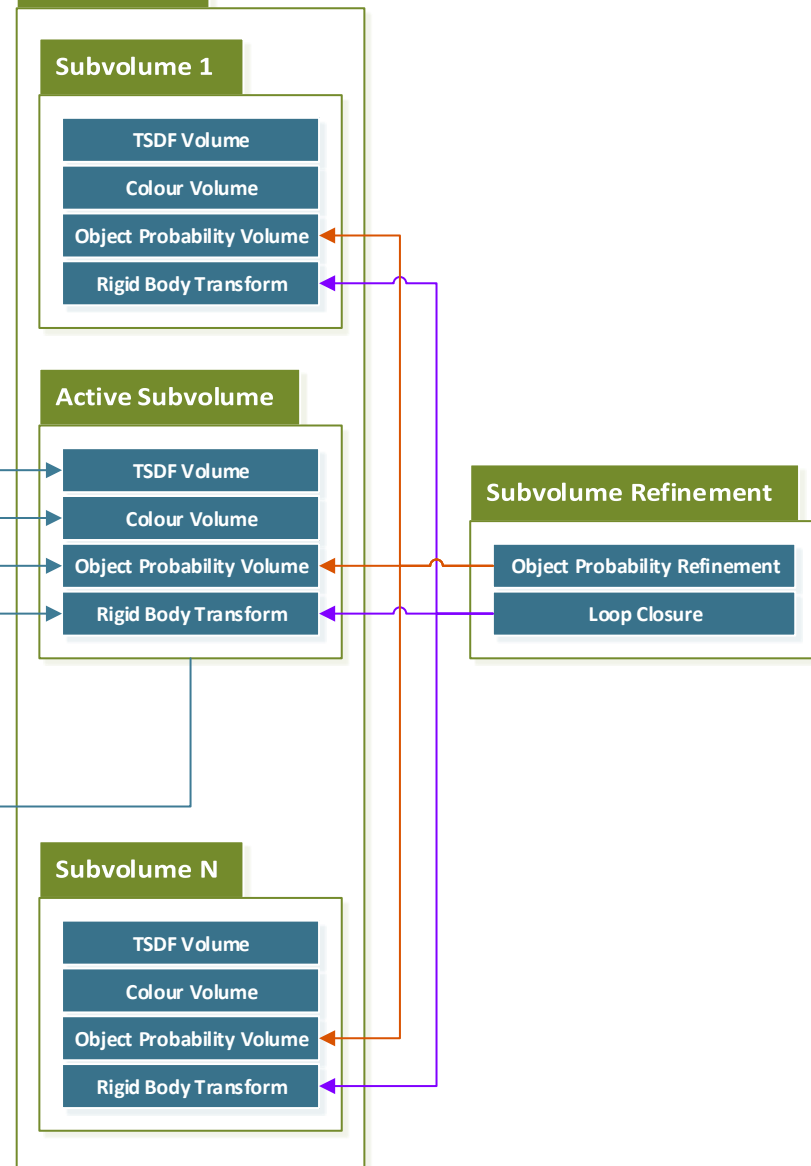 Subvolume 1
TSDF Volume
Colour Volume
Object Probability Volume
Rigid Body Transform
Active Subvolume
TSDF Volume
Colour Volume
Object Probability Volume
Rigid Body Transform
Subvolume Refinement
Object Probability Refinement
Loop Closure
Subvolume N
TSDF Volume
Colour Volume
Object Probability Volume
Rigid Body Transform